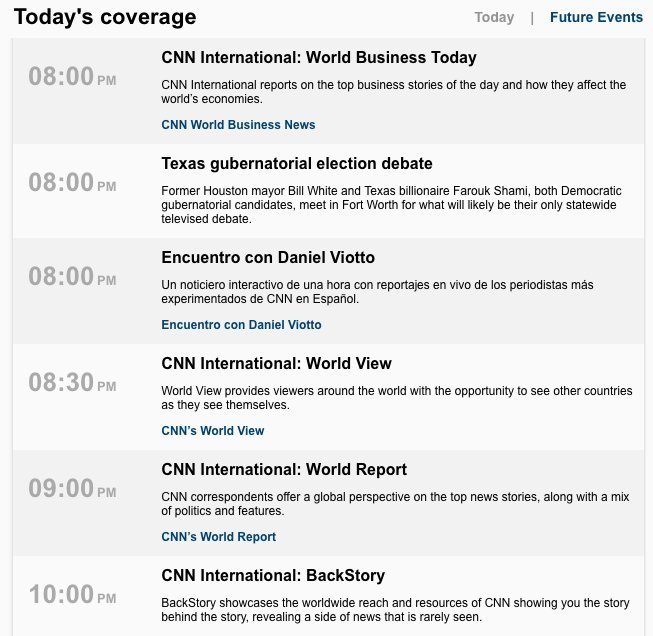 Today's coverage
Today | Future Events
08:00 PM
CNN International: World Business Today
CNN International reports on the top business stories of the day and how they affect the
world’s economies.
CNN World Business News
08:00 PM
Texas gubernatorial election debate
Former Houston mayor Bill White and Texas billionaire Farouk Shami, both Democratic
gubernatorial candidates, meet in Fort Worth for what will likely be their only statewide
televised debate.
08:00 PM
Encuentro con Daniel Viotto
Un noticiero interactivo de una hora con reportajes en vivo de los periodistas más
experimentados de CNN en Español.
Encuentro con Daniel Viotto
08:30 PM
CNN International: World View
World View provides viewers around the world with the opportunity to see other countries
as they see themselves.
CNN’s World View
09:00 PM
CNN International: World Report
CNN correspondents offer a global perspective on the top news stories, along with a mix
of politics and features.
CNN’s World Report
10:00 PM
CNN International: BackStory
BackStory showcases the worldwide reach and resources of CNN showing you the story
behind the story, revealing a side of news that is rarely seen.